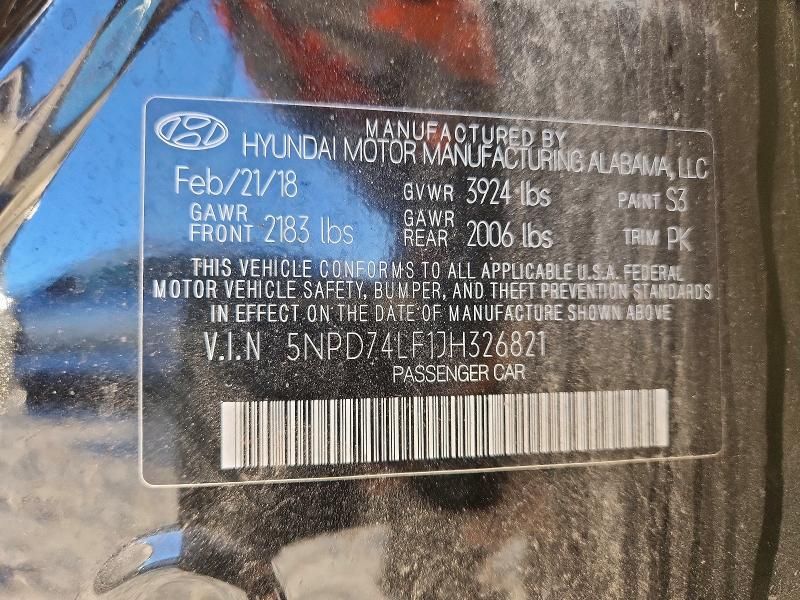 MANUFACTURED BY
HYUNDAI MOTOR MANUFACTURING ALABAMA, LLC
Feb/21/18 GVWR 3924 lbs PAINT S3
GAWR FRONT 2183 lbs GAWR REAR 2006 lbs TRIM PK
THIS VEHICLE CONFORMS TO ALL APPLICABLE U.S.A. FEDERAL
MOTOR VEHICLE SAFETY, BUMPER, AND THEFT PREVENTION STANDARDS
IN EFFECT ON THE DATE OF MANUFACTURE SHOWN ABOVE
V.I.N 5NPD74LF1JH326821
PASSENGER CAR